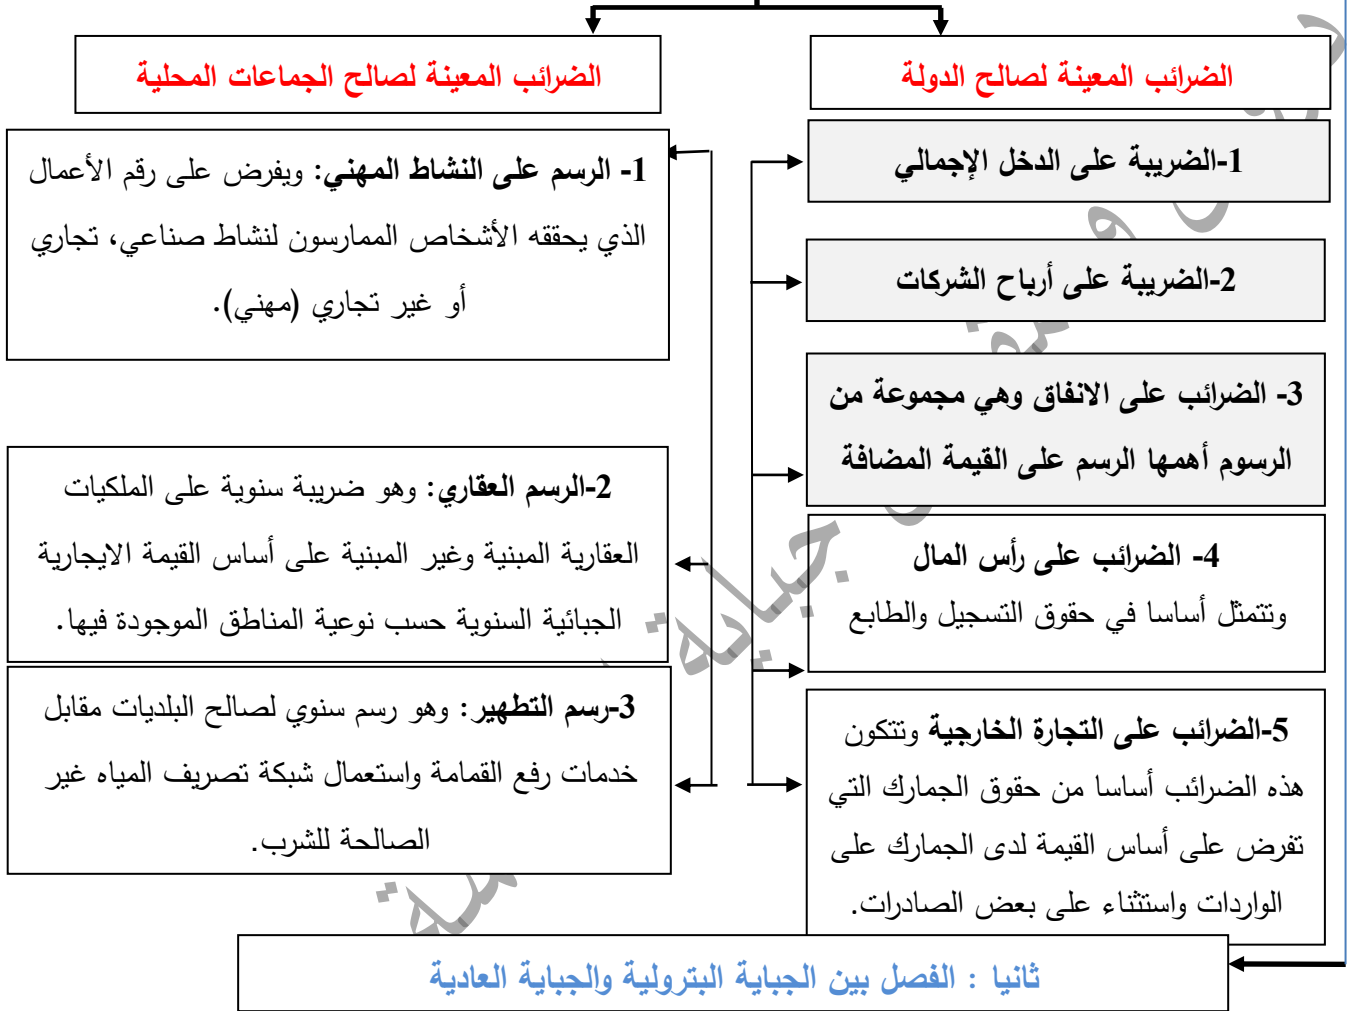 الضرائب المعينة لصالح الدولة
1-الضريبة على الدخل الإجمالي
2-الضريبة على أرباح الشركات
3- الضرائب على الانفاق وهي مجموعة من
الرسوم أهمها الرسم على القيمة المضافة
4- الضرائب على رأس المال
وتتمثل أساسا في حقوق التسجيل والطابع
5-الضرائب على التجارة الخارجية وتتكون
هذه الضرائب أساسا من حقوق الجمارك التي
تفرض على أساس القيمة لدى الجمارك على
الواردات واستثناء على بعض الصادرات.
الضرائب المعينة لصالح الجماعات المحلية
1- الرسم على النشاط المهني: ويفرض على رقم الأعمال
الذي يحققه الأشخاص الممارسون لنشاط صناعي، تجاري
أو غير تجاري (مهني).
2-الرسم العقاري: وهو ضريبة سنوية على الملكيات
العقارية المبنية وغير المبنية على أساس القيمة الايجارية
الجبائية السنوية حسب نوعية المناطق الموجودة فيها.
3-رسم التطهير: وهو رسم سنوي لصالح البلديات مقابل
خدمات رفع القمامة واستعمال شبكة تصريف المياه غير
الصالحة للشرب.
ثانيا : الفصل بين الجباية البترولية والجباية العادية
جباية